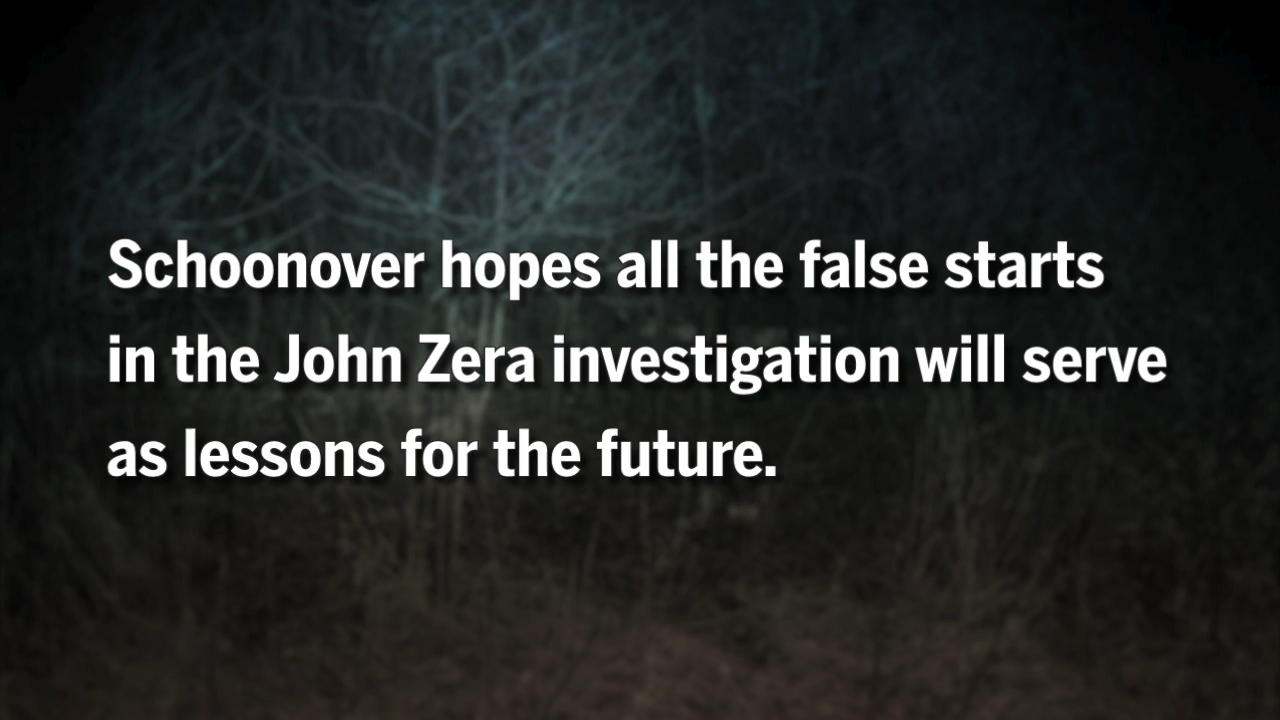 Schoonover hopes all the false starts
in the John Zera investigation will serve
as lessons for the future.